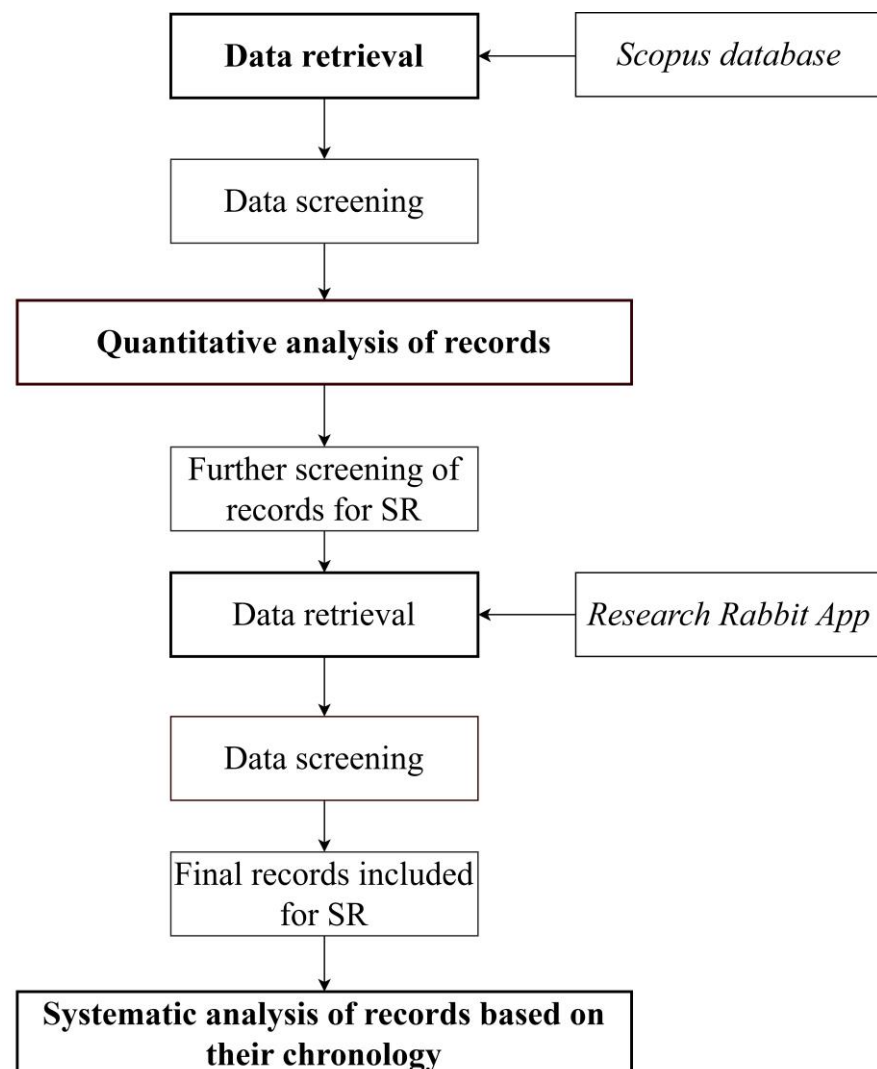 Data retrieval
Scopus database
Data screening
Quantitative analysis of records
Further screening of
records for SR
Data retrieval
Research Rabbit App
Data screening
Final records included
for SR
Systematic analysis of records based on
their chronology